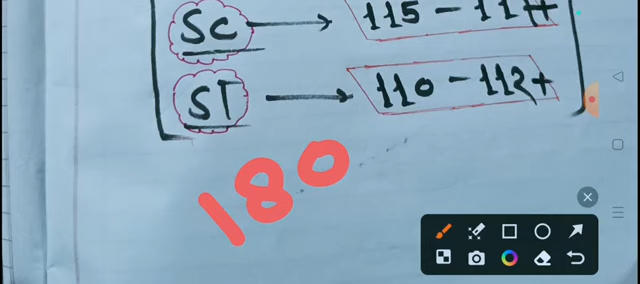 SC → 115 - 117+
ST → 110 - 112+
180